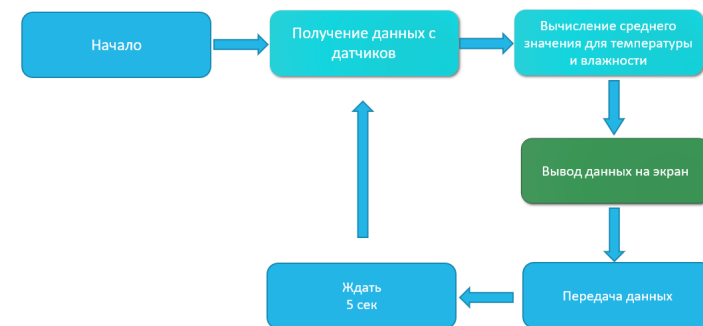 Начало
Получение данных с
датчиков
Вычисление среднего
значения для температуры
и влажности
Вывод данных на экран
Передача данных
Ждать
5 сек